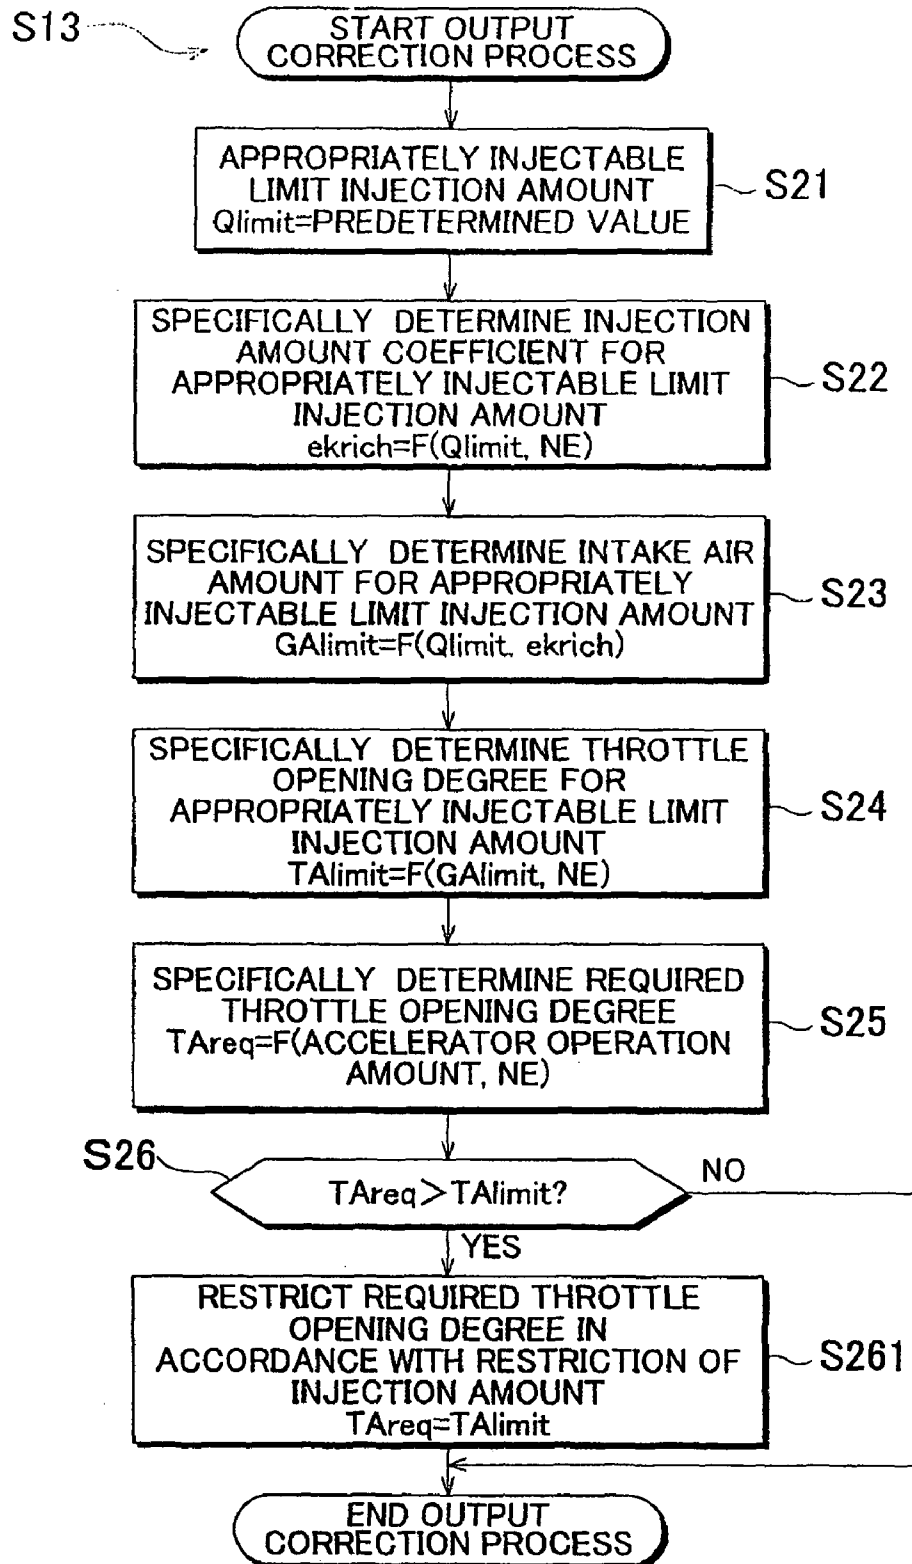 S13
START OUTPUT
CORRECTION PROCESS
APPROPRIATELY INJECTABLE
LIMIT INJECTION AMOUNT
Qlimit=PREDETERMINED VALUE
S21
SPECIFICALLY DETERMINE INJECTION
AMOUNT COEFFICIENT FOR
APPROPRIATELY INJECTABLE LIMIT
INJECTION AMOUNT
ekrich=F(Qlimit, NE)
S22
SPECIFICALLY DETERMINE INTAKE AIR
AMOUNT FOR APPROPRIATELY
INJECTABLE LIMIT INJECTION AMOUNT
GAlimit=F(Qlimit, ekrich)
S23
SPECIFICALLY DETERMINE THROTTLE
OPENING DEGREE FOR
APPROPRIATELY INJECTABLE LIMIT
INJECTION AMOUNT
TAlimit=F(GAlimit, NE)
S24
SPECIFICALLY DETERMINE REQUIRED
THROTTLE OPENING DEGREE
TAreq=F(ACCELERATOR OPERATION
AMOUNT, NE)
S25
S26
TAreq>TAlimit?
NO
YES
RESTRICT REQUIRED THROTTLE
OPENING DEGREE IN
ACCORDANCE WITH RESTRICTION OF
INJECTION AMOUNT
TAreq=TAlimit
S261
END OUTPUT
CORRECTION PROCESS